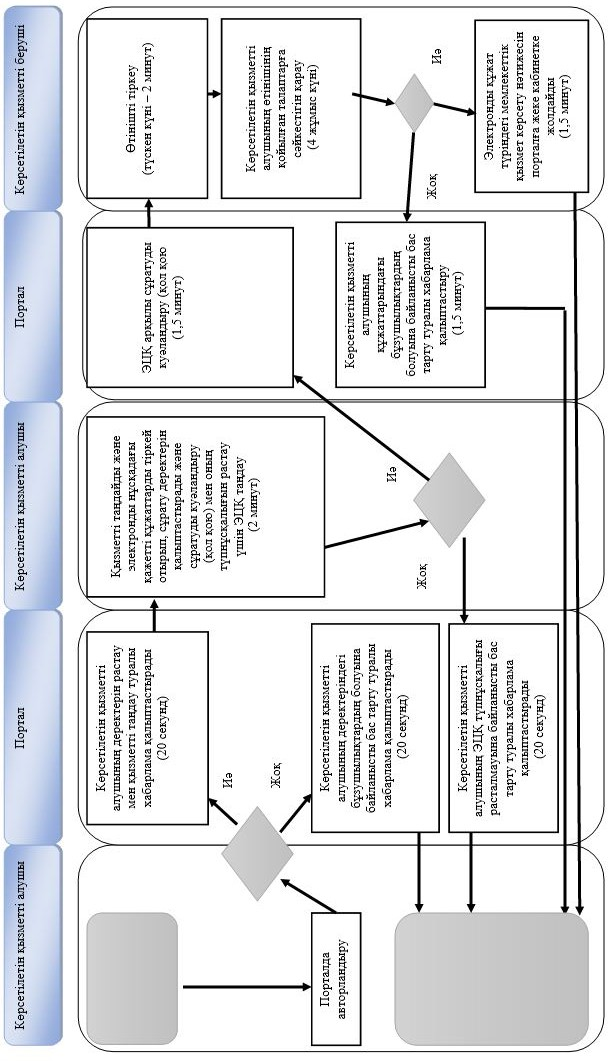 Көрсетілетін қызметті алушы
Портал
Көрсетілетін қызметті алушы
Портал
Көрсетілетін қызметті беруші
Порталда
авторландыру
Көрсетілетін қызметті
алушының деректерін растау
мен қызметті таңдау туралы
хабарлама қалыптастырады
(20 секунд)
Иә
Жоқ
Көрсетілетін қызметті
алушының деректеріндегі
бұзушылықтардың болуына
байланысты бас тарту туралы
хабарлама қалыптастырады
(20 секунд)
Көрсетілетін қызметті
алушының ЭЦҚ түпнұсқалығы
расталмауына байланысты бас
тарту туралы хабарлама
қалыптастырады
(20 секунд)
Қызметті таңдайды және
электронды нұсқадағы
қажетті құжаттарды тіркей
отырып, сұрату деректерін
қалыптастырады және
сұратуды куәландыру
(қол қою) мен оның
түпнұсқалығын растау
үшін ЭЦҚ таңдау
(2 минут)
Иә
Жоқ
ЭЦҚ арқылы сұратуды
куәландыру (қол қою)
(1,5 минут)
Көрсетілетін қызметті
алушының
құжаттарындағы
бұзушылықтардың
болуына байланысты бас
тарту туралы хабарлама
қалыптастыру
(1,5 минут)
Өтінішті тіркеу
(түскен күні – 2 минут)
Көрсетілетін қызметті
алушының өтінішінің
қойылған талаптарға
сәйкестігін қарау
(4 жұмыс күні)
Иә
Жоқ
Электронды құжат
түріндегі мемлекеттік
қызмет көрсету нәтижесін
порталға жеке кабинетке
жолдайды
(1,5 минут)